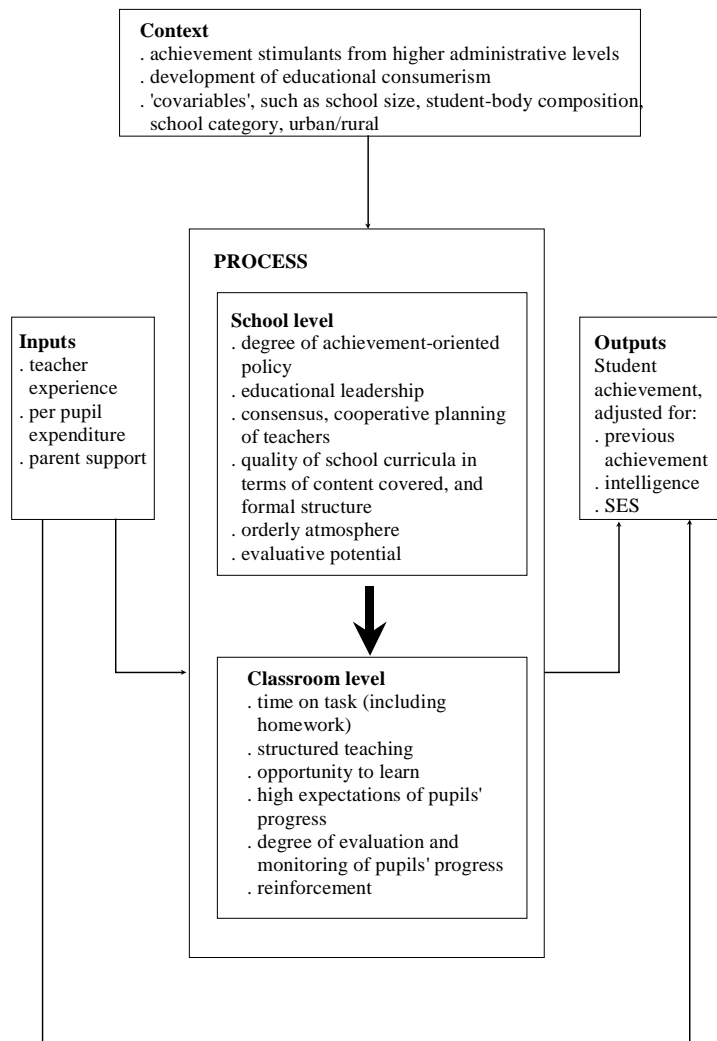 Context
. achievement stimulants from higher administrative levels
. development of educational consumerism
. 'covariables', such as school size, student-body composition,
school category, urban/rural
PROCESS
Inputs
. teacher
experience
. per pupil
expenditure
. parent support
School level
. degree of achievement-oriented
policy
. educational leadership
. consensus, cooperative planning
of teachers
. quality of school curricula in
terms of content covered, and
formal structure
. orderly atmosphere
. evaluative potential
Classroom level
. time on task (including
homework)
. structured teaching
. opportunity to learn
. high expectations of pupils'
progress
. degree of evaluation and
monitoring of pupils' progress
. reinforcement
Outputs
Student
achievement,
adjusted for:
. previous
achievement
. intelligence
. SES